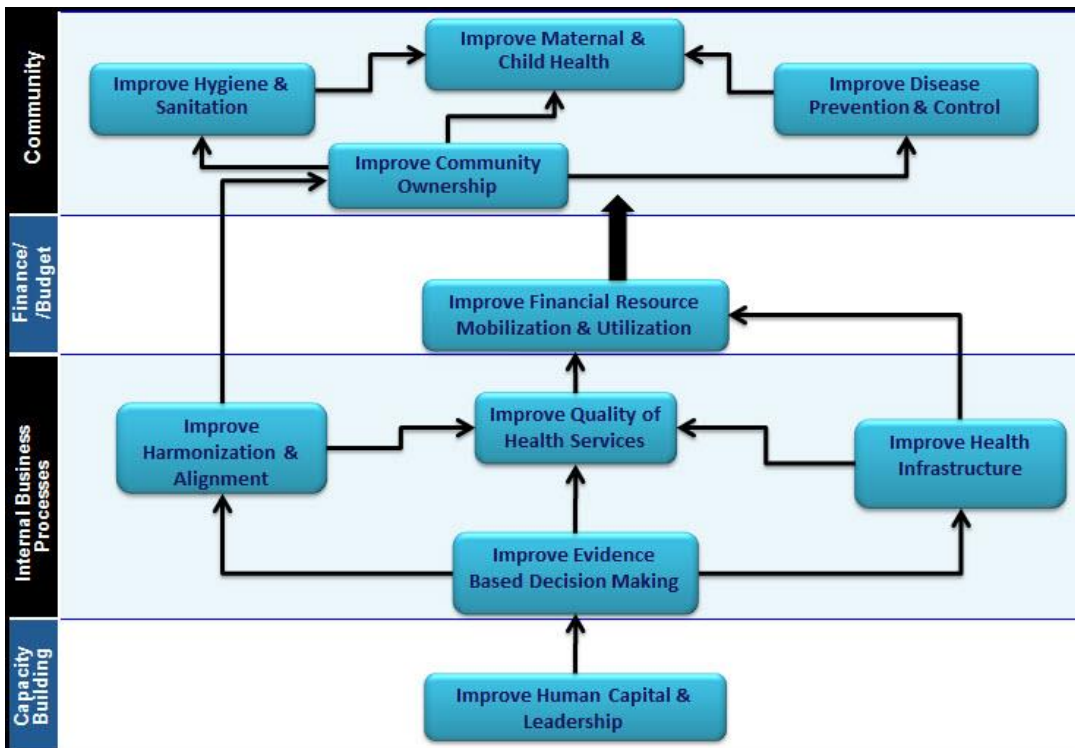 Community
Improve Maternal &
Child Health
Improve Hygiene &
Sanitation
Improve Disease
Prevention & Control
Improve Community
Ownership
Finance/
/Budget
Improve Financial Resource
Mobilization & Utilization
Internal Business
Processes
Improve
Harmonization &
Alignment
Improve Quality of
Health Services
Improve Health
Infrastructure
Improve Evidence
Based Decision Making
Capacity
Building
Improve Human Capital &
Leadership